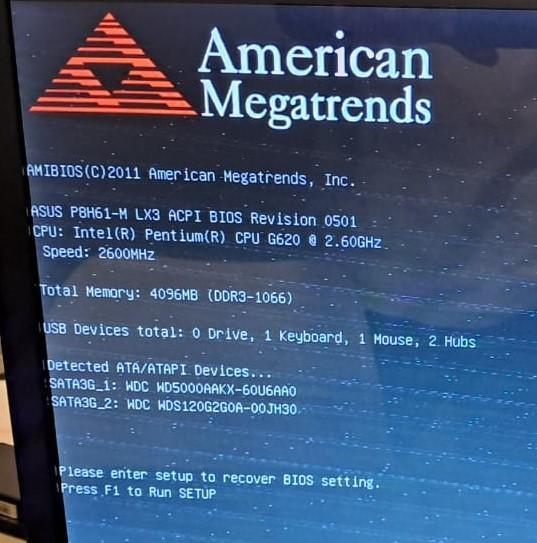 American
Megatrends
AMIBIOS(C)2011 American Megatrends, Inc.
ASUS P8H61-M LX3 ACPI BIOS Revision 0501
CPU: Intel(R) Pentium(R) CPU G620 @ 2.60GHz
Speed: 2600MHz
Total Memory: 4096MB (DDR3-1066)
USB Devices total: 0 Drive, 1 Keyboard, 1 Mouse, 2 Hubs
Detected ATA/ATAPI Devices...
SATA3G_1: WDC WD5000AAKX-60U6AA0
SATA3G_2: WDC WDS120G2G0A-00JH30
Please enter setup to recover BIOS setting.
Press F1 to Run SETUP